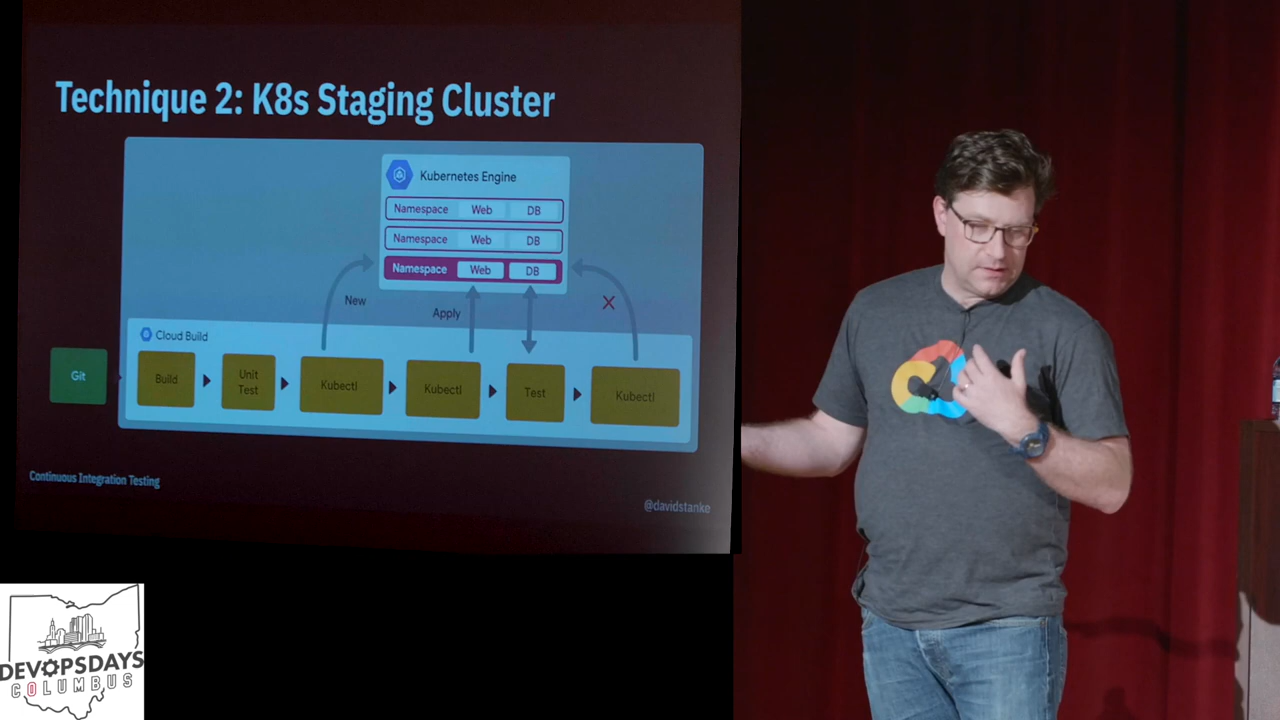 Technique 2: K8s Staging Cluster
Kubernetes Engine
Namespace Web DB
Namespace Web DB
Namespace Web DB
New
Apply
X
Cloud Build
Git
Build
Unit
Test
Kubectl
Kubectl
Test
Kubectl
Continuous Integration Testing
@davidstanke
DEVOPSDAYS
COLUMBUS